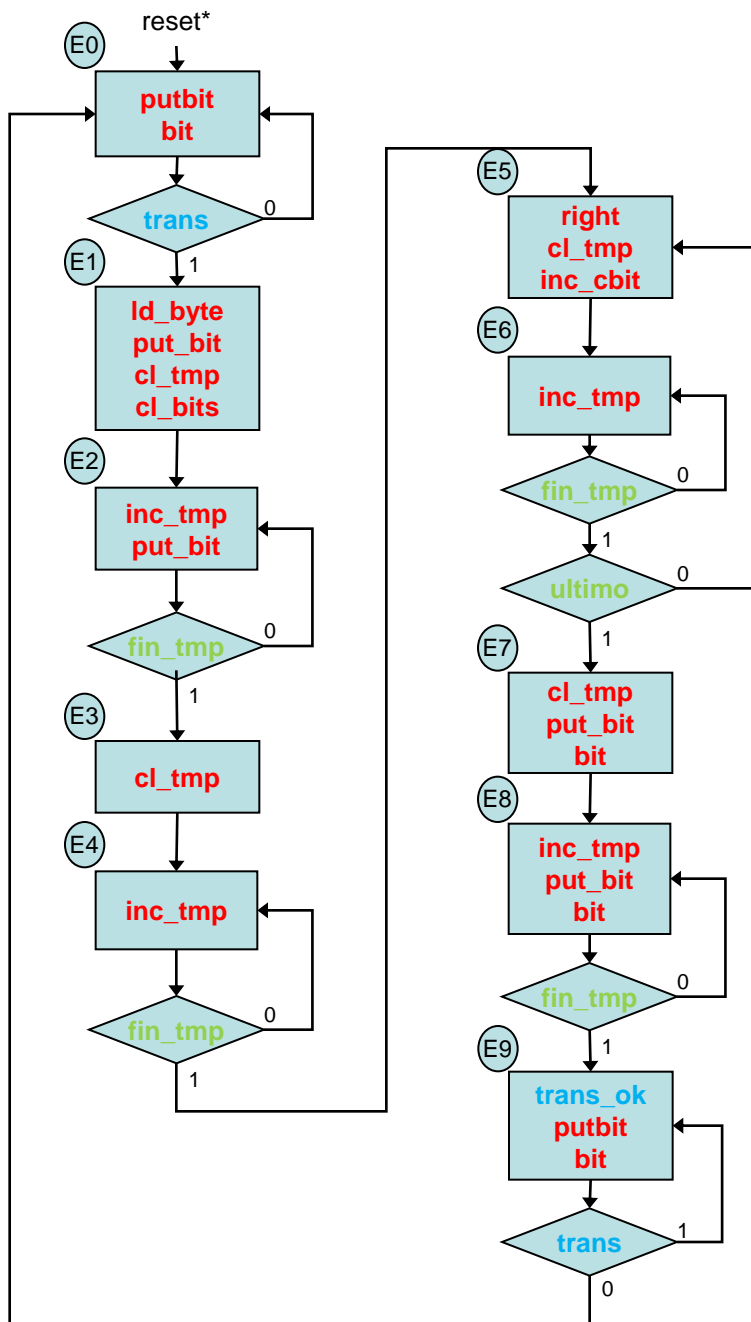 reset*
E0
putbit
bit
trans
0
1
E1
ld_byte
put_bit
cl_tmp
cl_bits
E2
inc_tmp
put_bit
fin_tmp
0
1
E3
cl_tmp
E4
inc_tmp
fin_tmp
0
1
E5
right
cl_tmp
inc_cbit
E6
inc_tmp
fin_tmp
0
1
ultimo
0
1
E7
cl_tmp
put_bit
bit
E8
inc_tmp
put_bit
bit
fin_tmp
0
1
E9
trans_ok
putbit
bit
trans
1
0